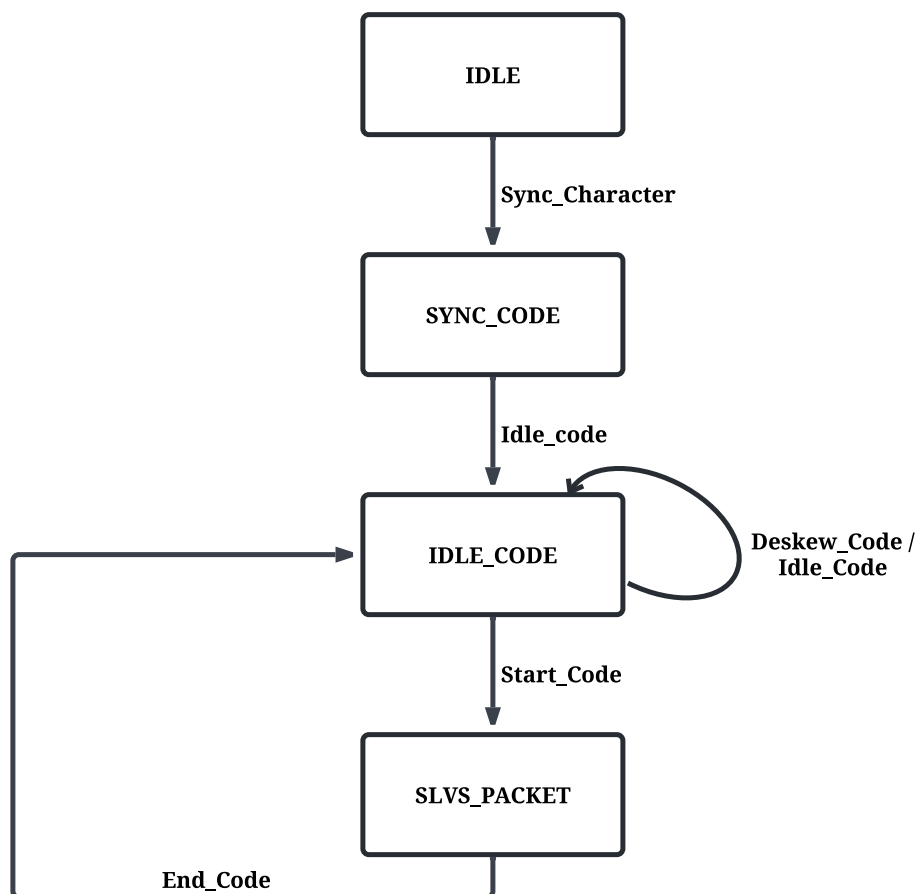 IDLE
Sync_Character
SYNC_CODE
Idle_code
IDLE_CODE
Deskew_Code /
Idle_Code
Start_Code
SLVS_PACKET
End_Code